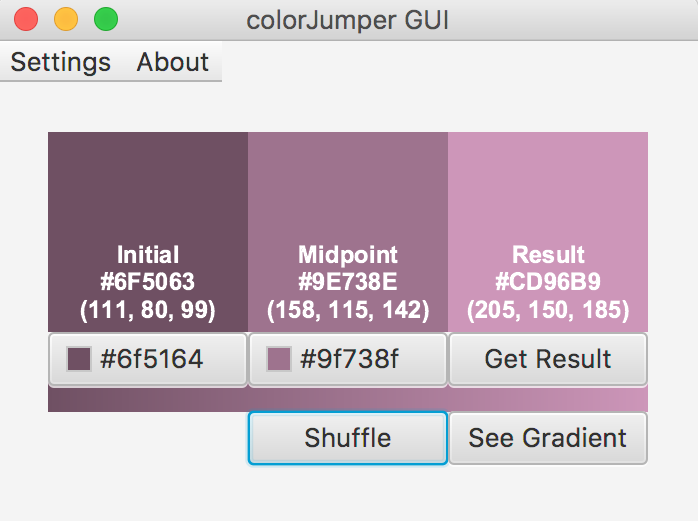 colorJumper GUI
Settings About
Initial
#6F5063
(111, 80, 99)
Midpoint
#9E738E
(158, 115, 142)
Result
#CD96B9
(205, 150, 185)
#6f5164
#9f738f
Get Result
Shuffle
See Gradient